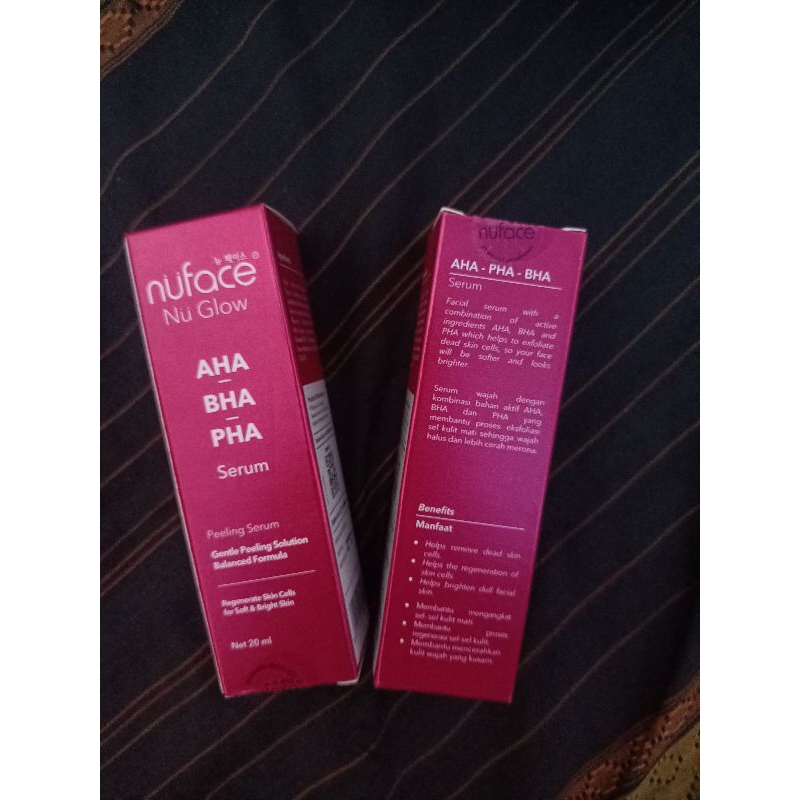 뉴 페이스
nüface
Nü Glow
AHA
BHA
PHA
Serum
Peeling Serum
Gentle Peeling Solution
Balanced Formula
Regenerate Skin Cells
for Soft & Bright Skin
Net 20 ml
nuface
AHA - PHA - BHA
Serum
Facial serum with a
combination of active
ingredients AHA, BHA and
PHA which helps to exfoliate
dead skin cells, so your face
will be softer and looks
brighter.
Serum wajah dengan
kombinasi bahan aktif AHA,
BHA dan PHA yang
membantu proses eksfoliasi
sel kulit mati sehingga wajah
halus dan lebih cerah merona.
Benefits
Manfaat
• Helps remove dead skin
cells.
• Helps the regeneration of
skin cells.
• Helps brighten dull facial
skin.
• Membantu mengangkat
sel-sel kulit mati.
• Membantu proses
regenerasi sel-sel kulit.
• Membantu mencerahkan
kulit wajah yang kusam.